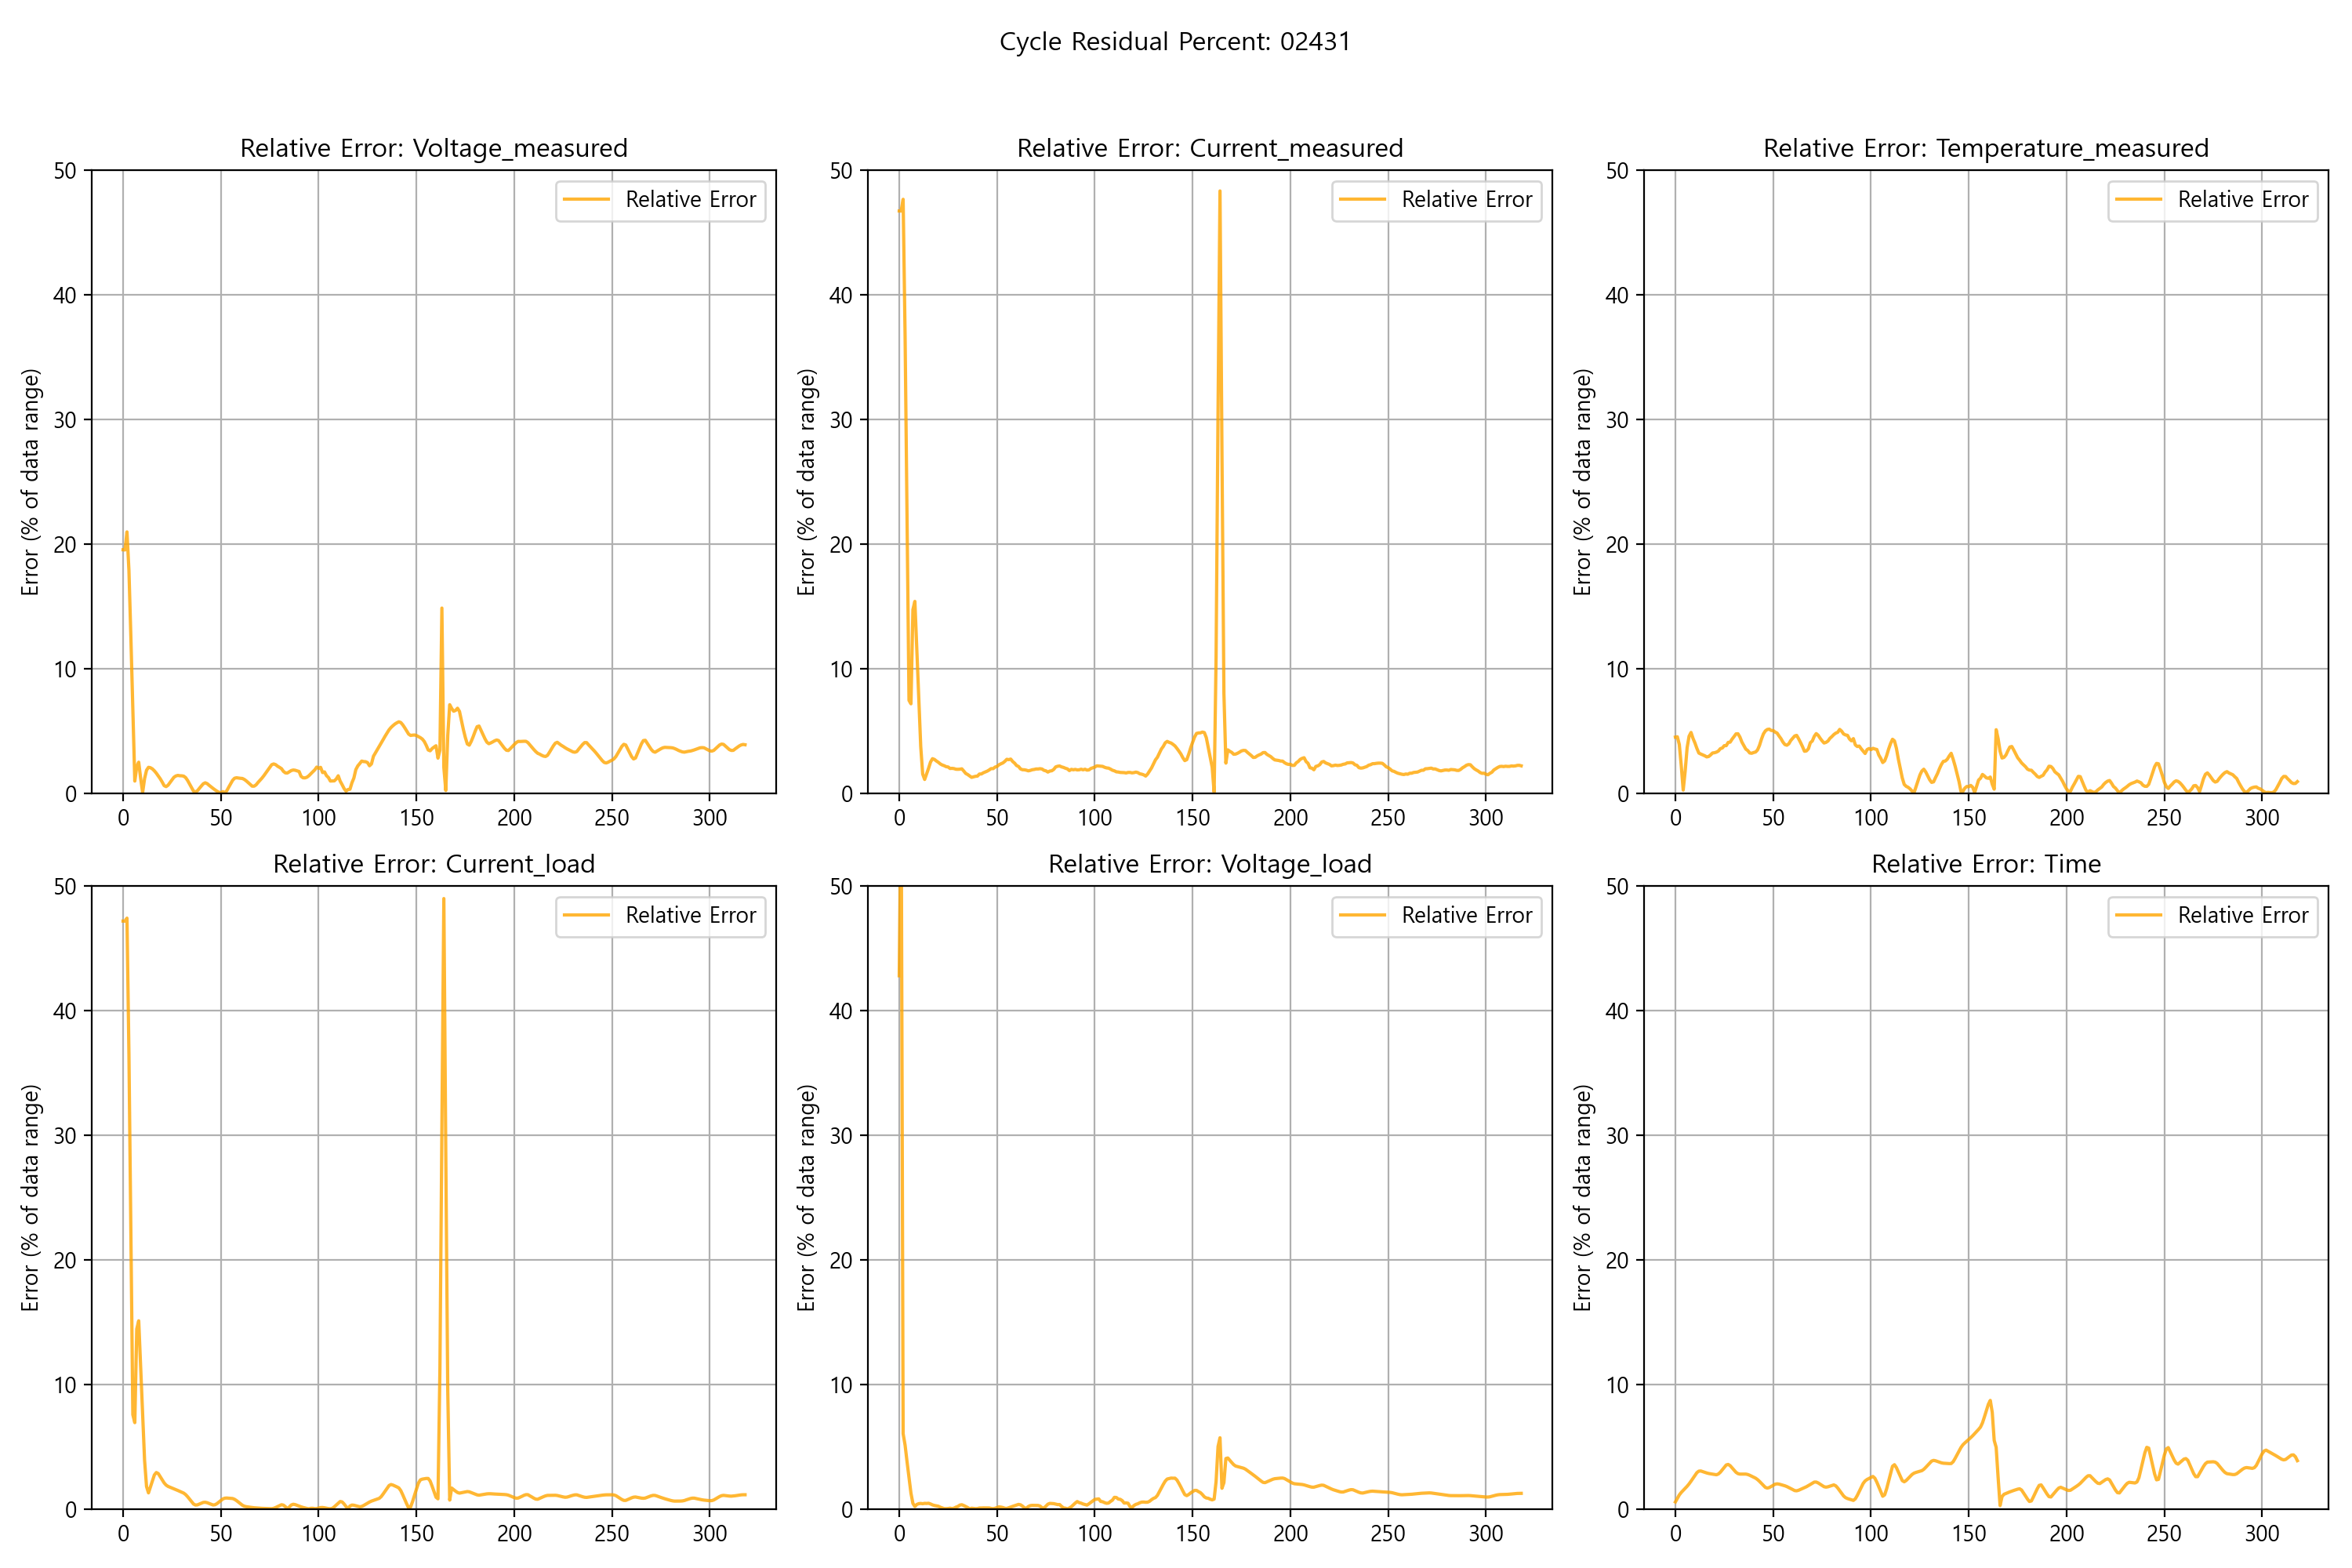 Cycle Residual Percent: 02431
Relative Error: Voltage_measured
Relative Error
Error (% of data range)
50
40
30
20
10
0
0 50 100 150 200 250 300
Relative Error: Current_measured
Relative Error
Error (% of data range)
50
40
30
20
10
0
0 50 100 150 200 250 300
Relative Error: Temperature_measured
Relative Error
Error (% of data range)
50
40
30
20
10
0
0 50 100 150 200 250 300
Relative Error: Current_load
Relative Error
Error (% of data range)
50
40
30
20
10
0
0 50 100 150 200 250 300
Relative Error: Voltage_load
Relative Error
Error (% of data range)
50
40
30
20
10
0
0 50 100 150 200 250 300
Relative Error: Time
Relative Error
Error (% of data range)
50
40
30
20
10
0
0 50 100 150 200 250 300